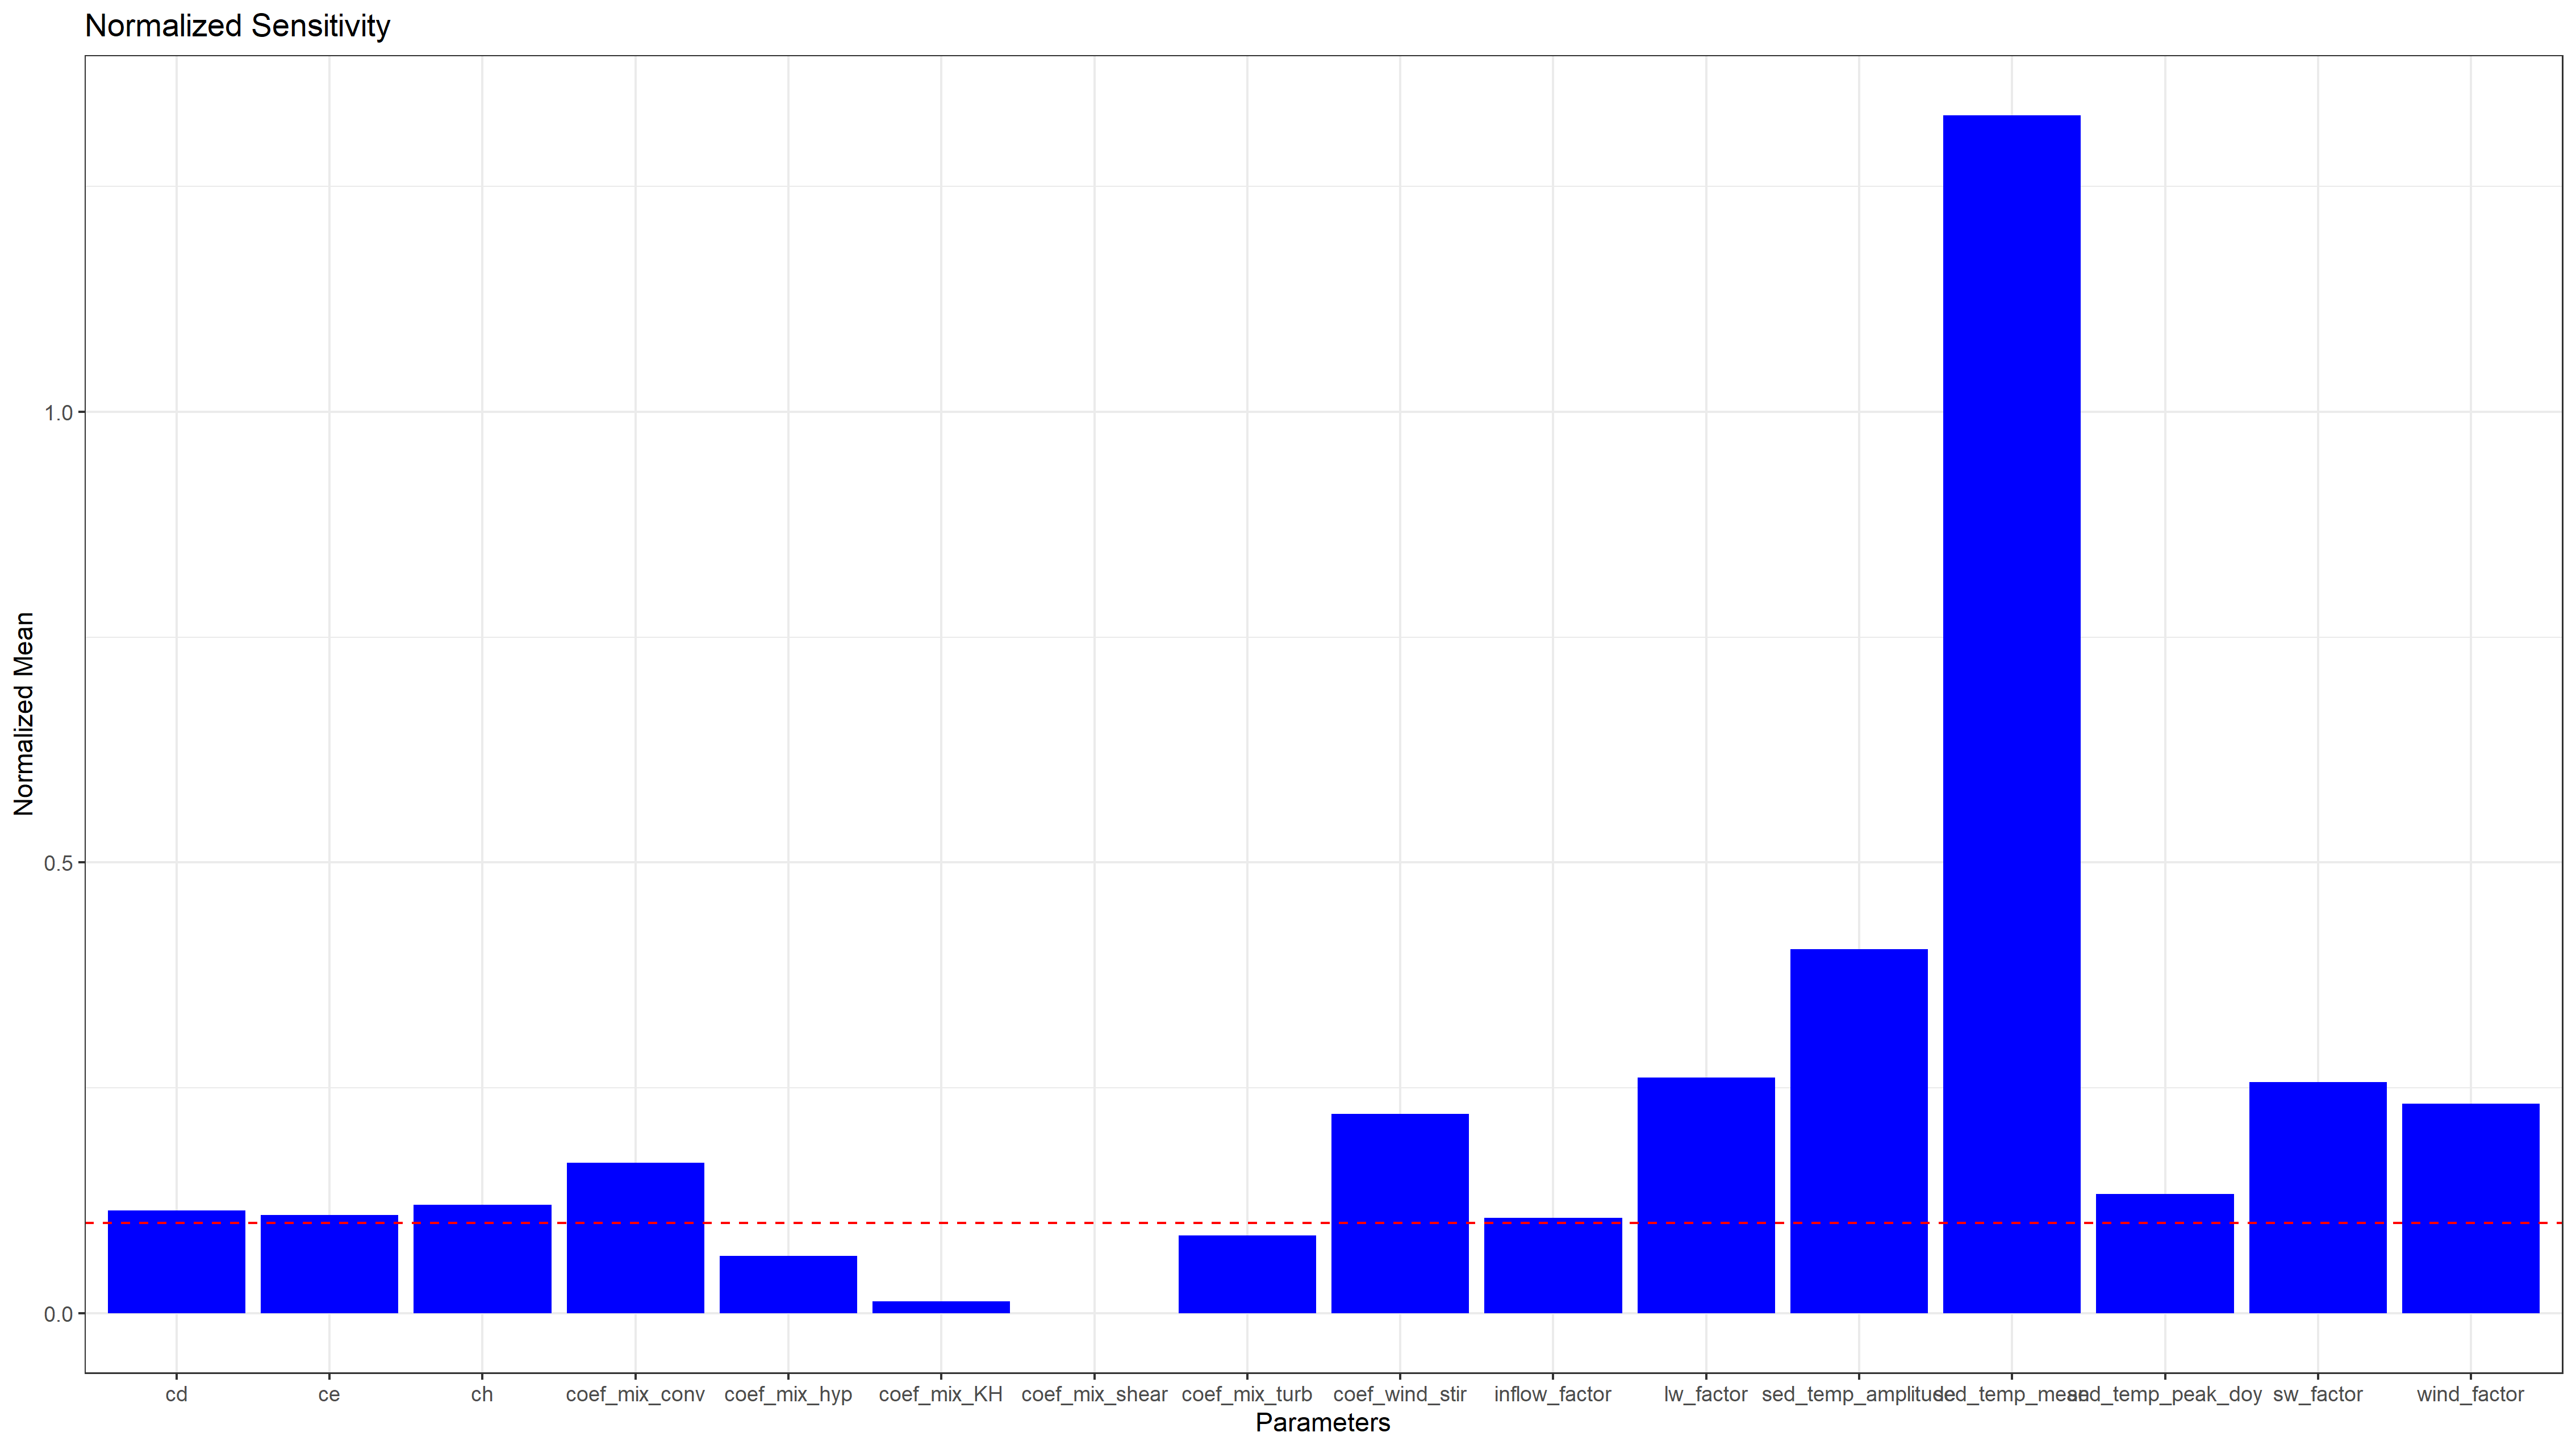 Normalized Sensitivity
Normalized Mean
1.0
0.5
0.0
cd ce ch coef_mix_conv coef_mix_hyp coef_mix_KH coef_mix_shear coef_mix_turb coef_wind_stir inflow_factor lw_factor sed_temp_amplitude sed_temp_mean sed_temp_peak_doy sw_factor wind_factor
Parameters